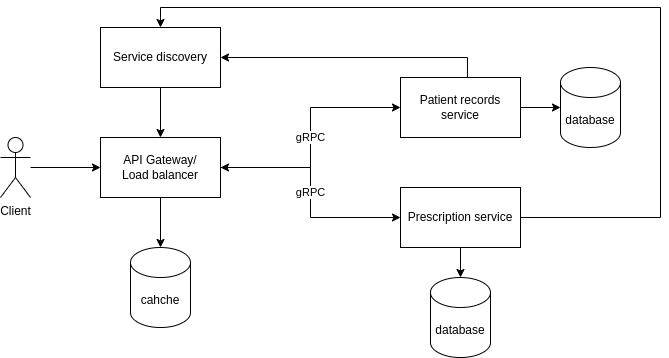 Service discovery
Patient records
service
database
gRPC
API Gateway/
Load balancer
gRPC
Client
Prescription service
cahche
database